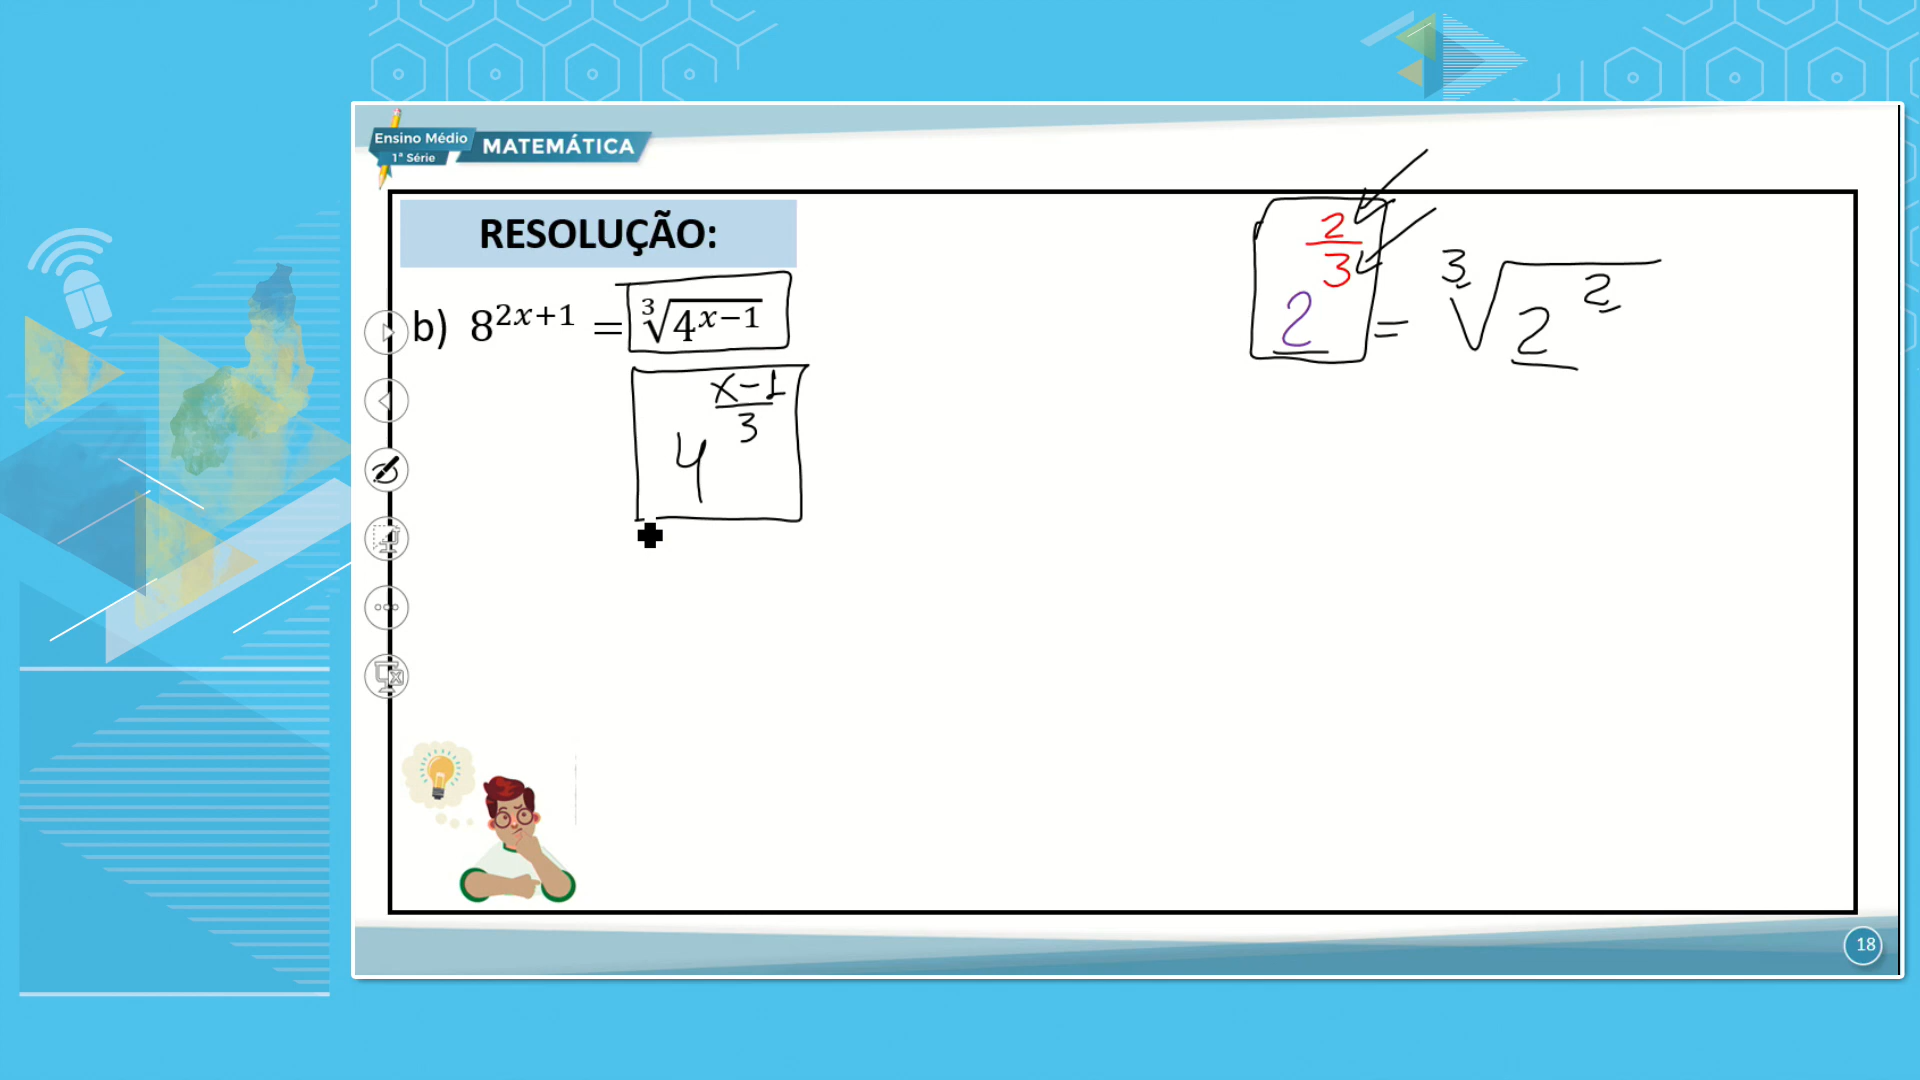 Ensino Médio
1ª Série
MATEMÁTICA
RESOLUÇÃO:
b) 8^{2x+1} = ∛(4^{x−1})
4^{(x−1)/3}
2^{2/3} = ∛(2^2)
18